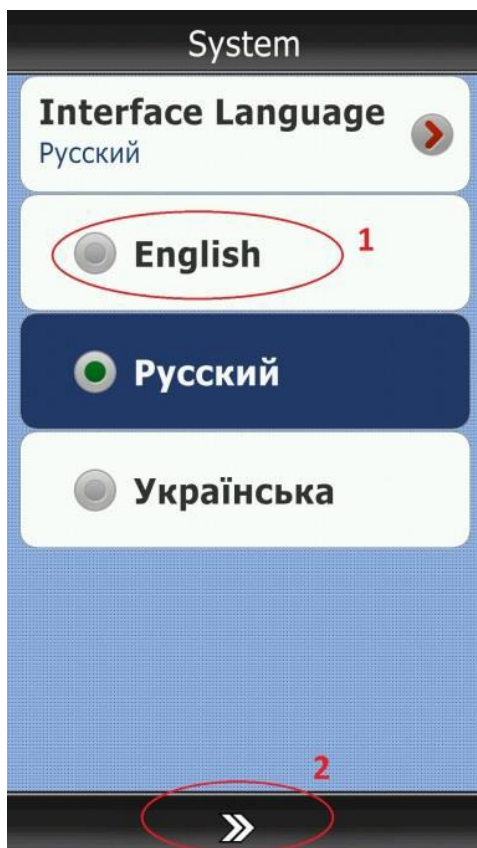 System
Interface Language
Русский
English
1
Русский
Українська
2